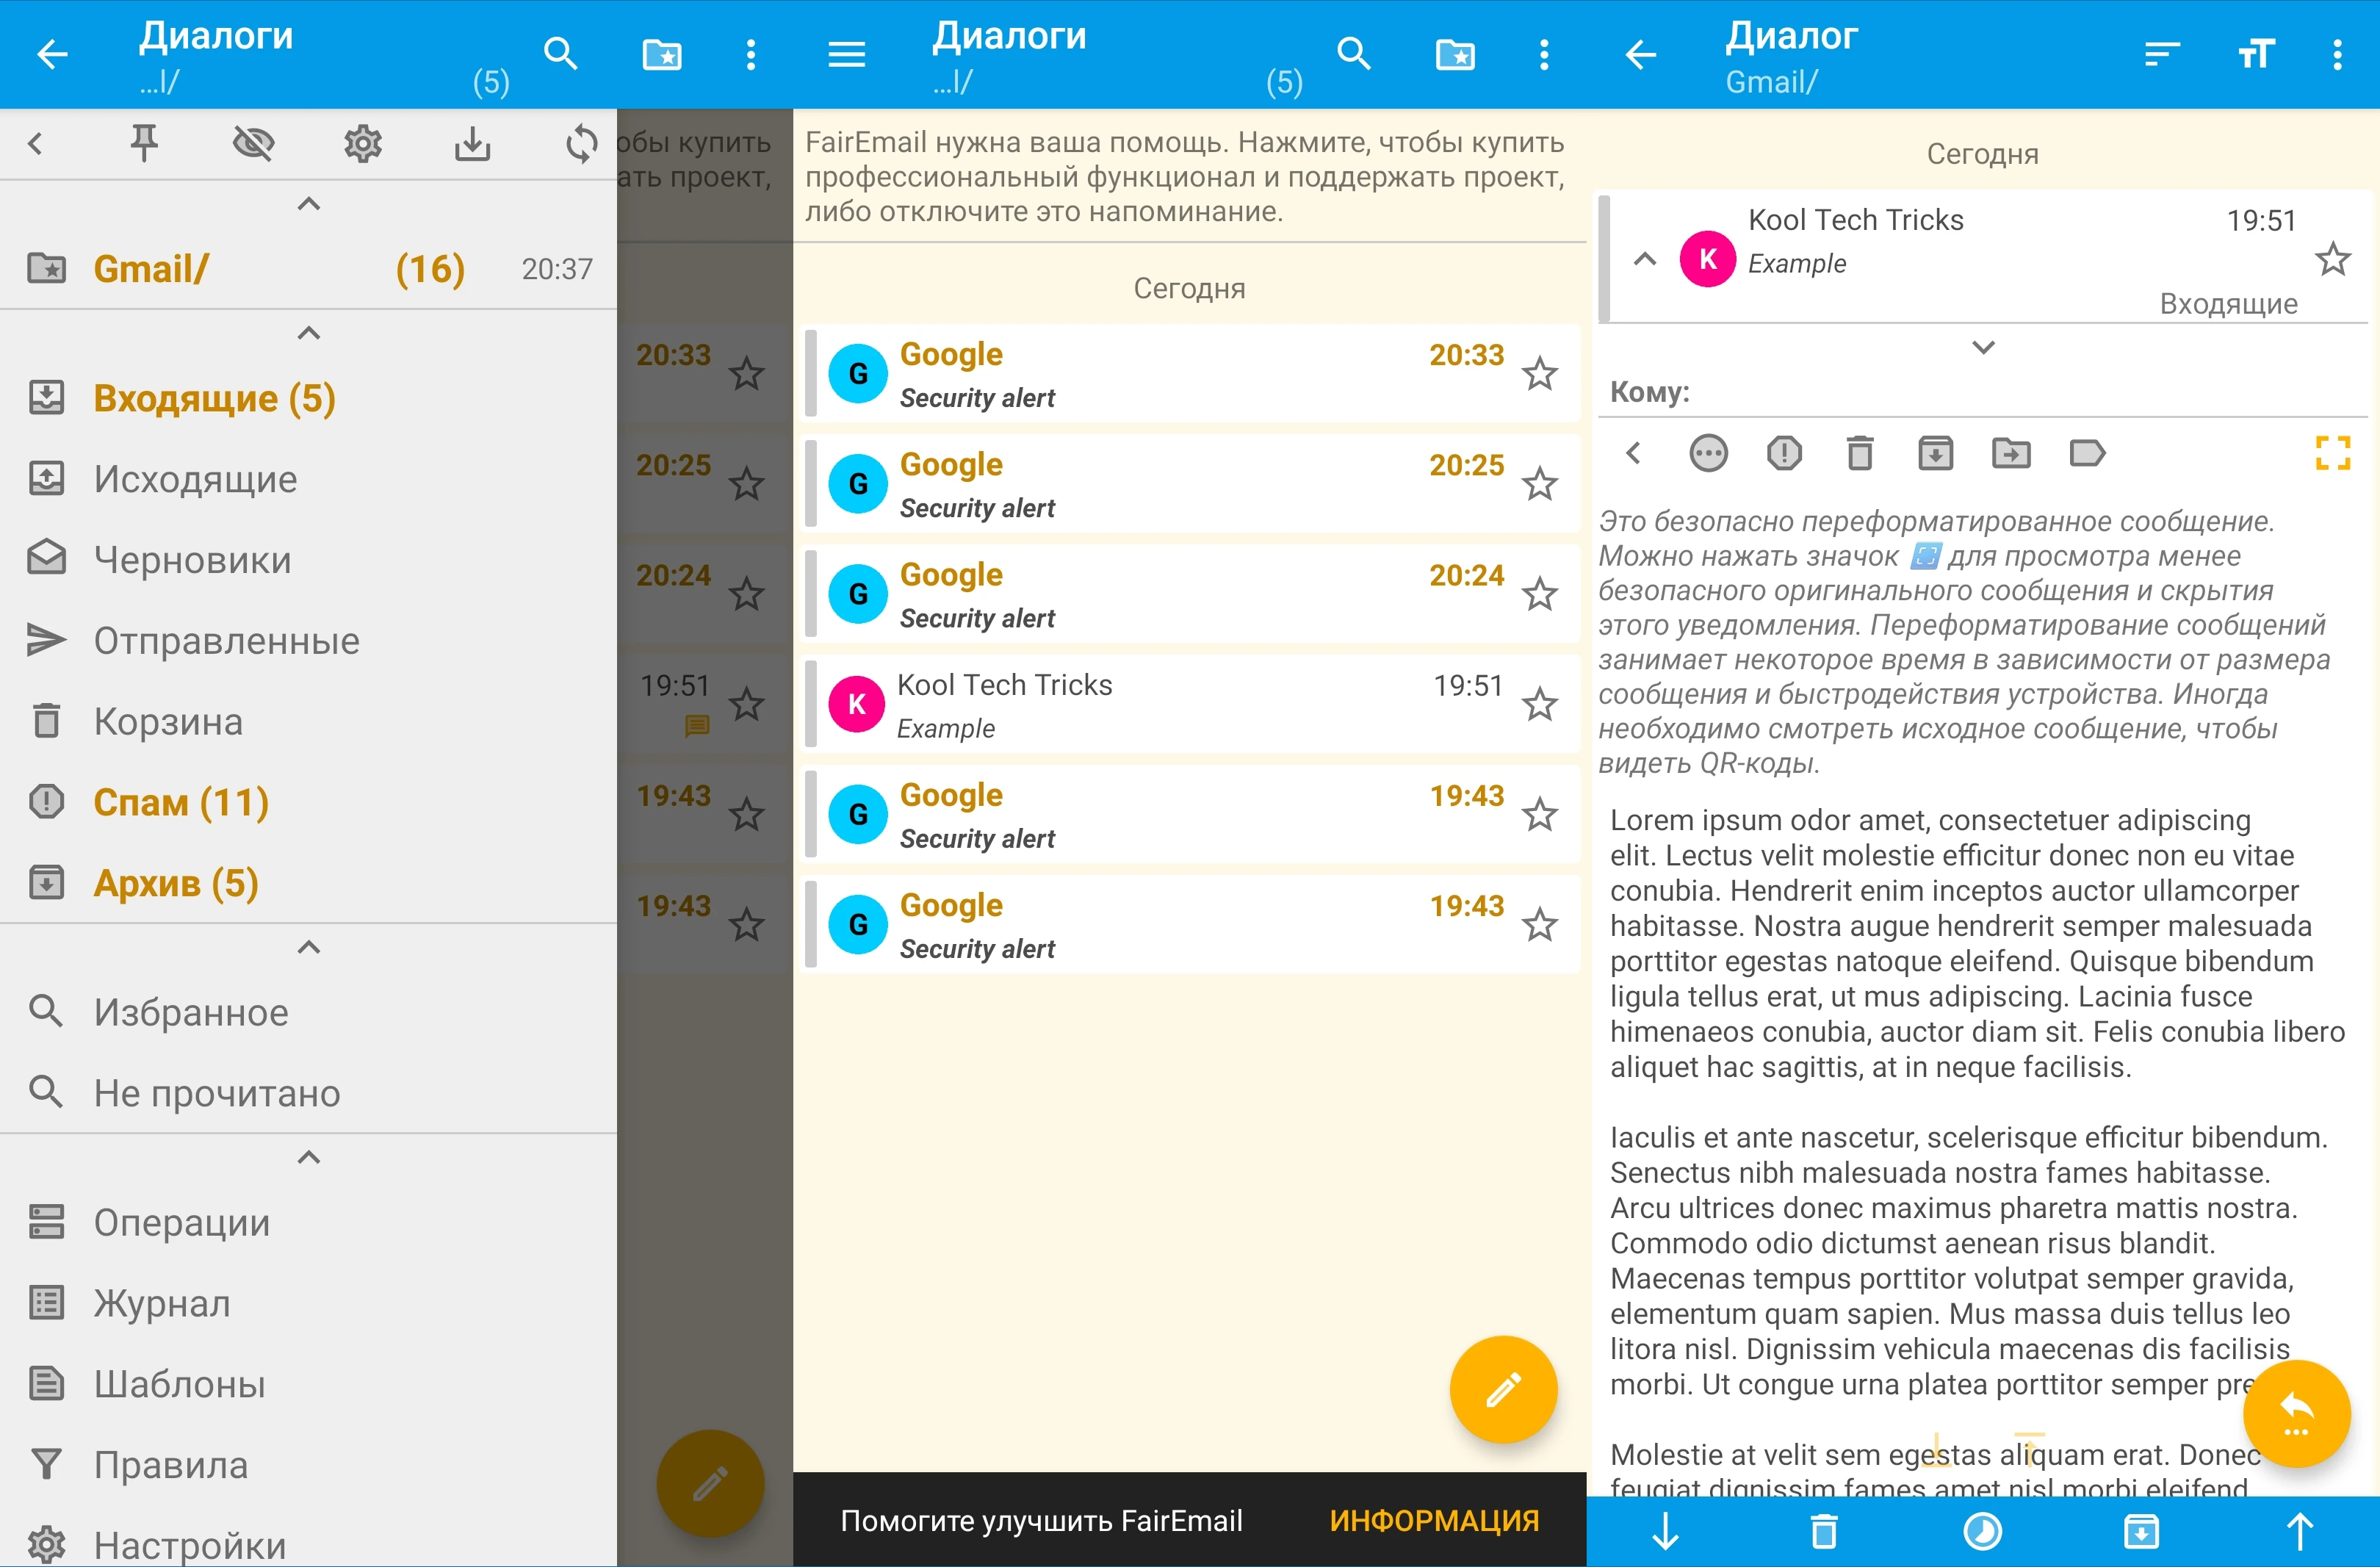 Диалоги
...l/
(5)
обы купить
ать проект,
Gmail/
(16)
20:37
Входящие (5)
Исходящие
Черновики
Отправленные
Корзина
Спам (11)
Архив (5)
Избранное
Не прочитано
Операции
Журнал
Шаблоны
Правила
Настройки
20:33
20:25
20:24
19:51
19:43
19:43
Диалоги
...l/
(5)
FairEmail нужна ваша помощь. Нажмите, чтобы купить
профессиональный функционал и поддержать проект,
либо отключите это напоминание.
Сегодня
G
Google
20:33
Security alert
G
Google
20:25
Security alert
G
Google
20:24
Security alert
K
Kool Tech Tricks
19:51
Example
G
Google
19:43
Security alert
G
Google
19:43
Security alert
Помогите улучшить FairEmail
ИНФОРМАЦИЯ
Диалог
Gmail/
Сегодня
K
Kool Tech Tricks
19:51
Example
Входящие
Кому:
Это безопасно переформатированное сообщение.
Можно нажать значок для просмотра менее
безопасного оригинального сообщения и скрытия
этого уведомления. Переформатирование сообщений
занимает некоторое время в зависимости от размера
сообщения и быстродействия устройства. Иногда
необходимо смотреть исходное сообщение, чтобы
видеть QR-коды.
Lorem ipsum odor amet, consectetuer adipiscing
elit. Lectus velit molestie efficitur donec non eu vitae
conubia. Hendrerit enim inceptos auctor ullamcorper
habitasse. Nostra augue hendrerit semper malesuada
porttitor egestas natoque eleifend. Quisque bibendum
ligula tellus erat, ut mus adipiscing. Lacinia fusce
himenaeos conubia, auctor diam sit. Felis conubia libero
aliquet hac sagittis, at in neque facilisis.
Iaculis et ante nascetur, scelerisque efficitur bibendum.
Senectus nibh malesuada nostra fames habitasse.
Arcu ultrices donec maximus pharetra mattis nostra.
Commodo odio dictumst aenean risus blandit.
Maecenas tempus porttitor volutpat semper gravida,
elementum quam sapien. Mus massa duis tellus leo
litora nisl. Dignissim vehicula maecenas dis facilisis
morbi. Ut congue urna platea porttitor semper pre
Molestie at velit sem egestas aliquam erat. Donec
feugiat dignissim fames amet nisl morbi eleifend